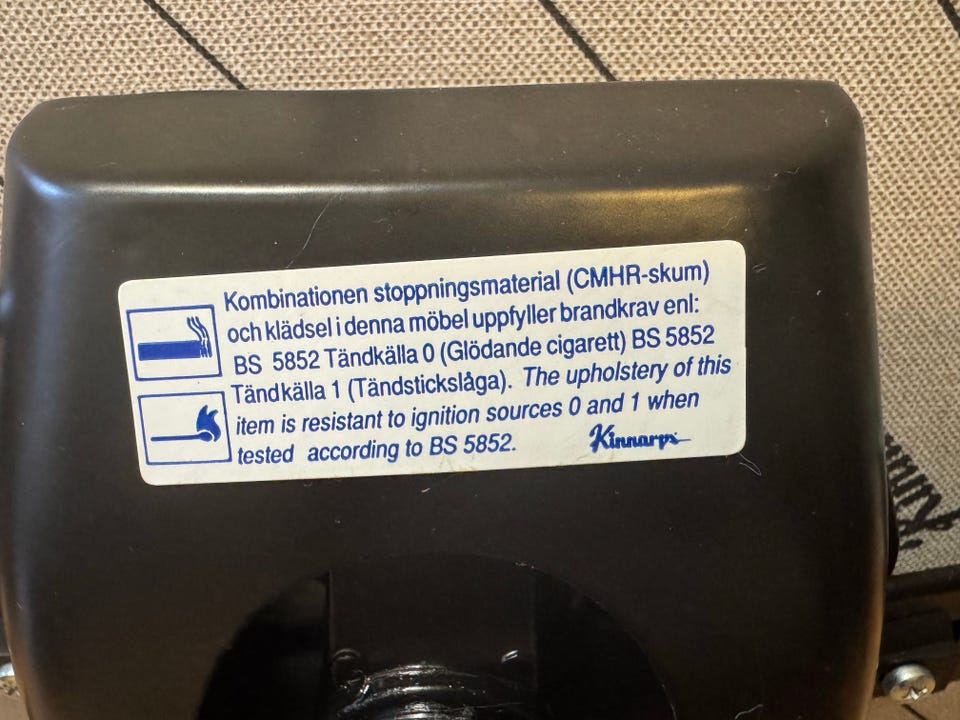 Kombinationen stoppningsmaterial (CMHR-skum)
och klädsel i denna möbel uppfyller brandkrav enl:
BS 5852 Tändkälla 0 (Glödande cigarett) BS 5852
Tändkälla 1 (Tändstickslåga). The upholstery of this
item is resistant to ignition sources 0 and 1 when
tested according to BS 5852.
Kinnarps